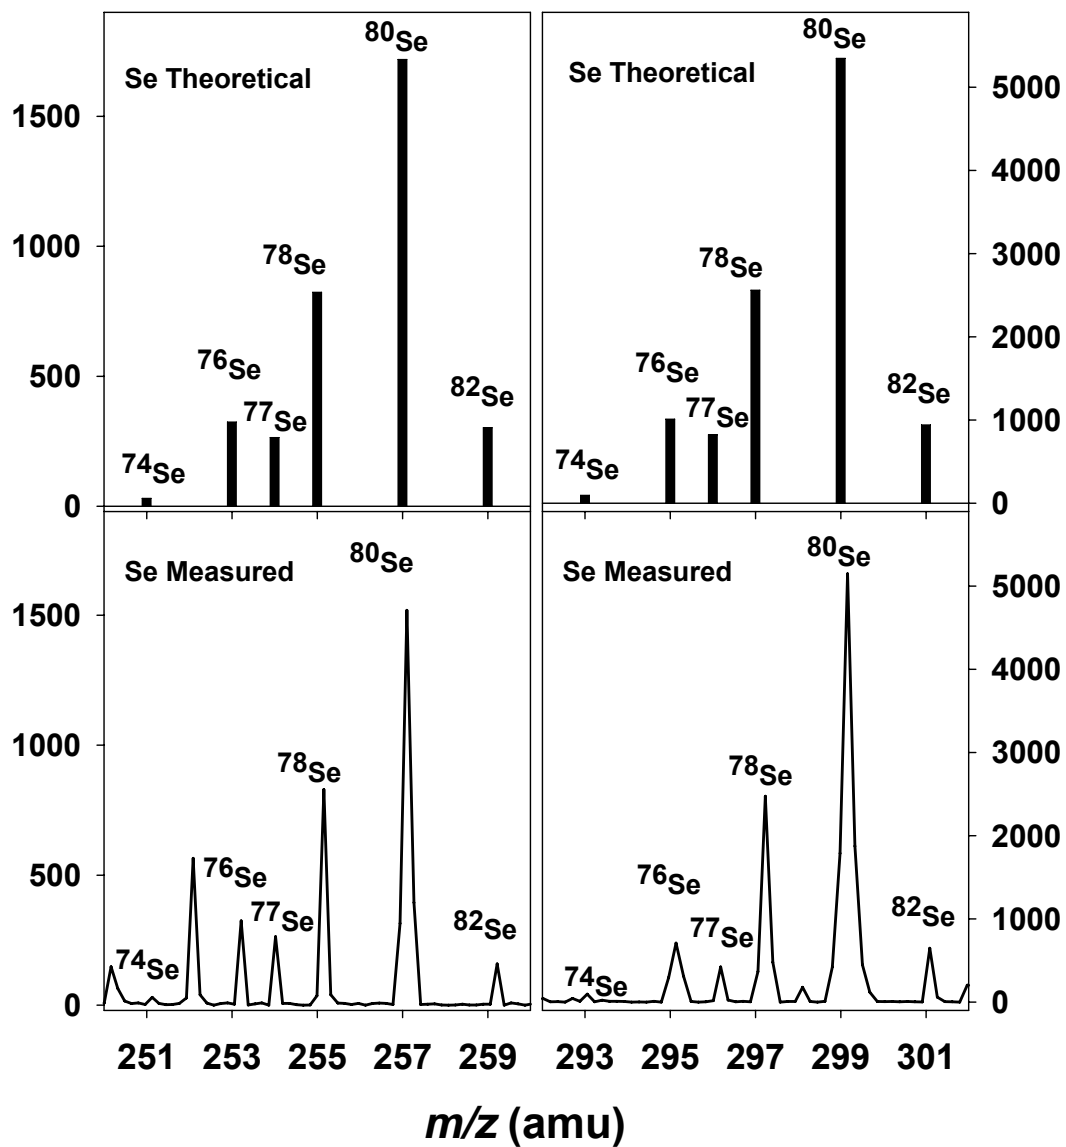 ⁸⁰Se
⁸⁰Se
Se Theoretical
Se Theoretical
5000
1500
4000
1000
⁷⁸Se
⁷⁸Se
3000
2000
⁷⁶Se
⁷⁶Se
500
⁸²Se
⁸²Se
⁷⁷Se
⁷⁷Se
1000
⁷⁴Se
⁷⁴Se
0
0
⁸⁰Se
⁸⁰Se
Se Measured
Se Measured
5000
1500
4000
1000
⁷⁸Se
⁷⁸Se
3000
2000
500
⁷⁶Se
⁷⁶Se
⁷⁷Se
⁸²Se
⁷⁷Se
⁸²Se
1000
⁷⁴Se
⁷⁴Se
0
0
251 253 255 257 259 293 295 297 299 301
m/z (amu)